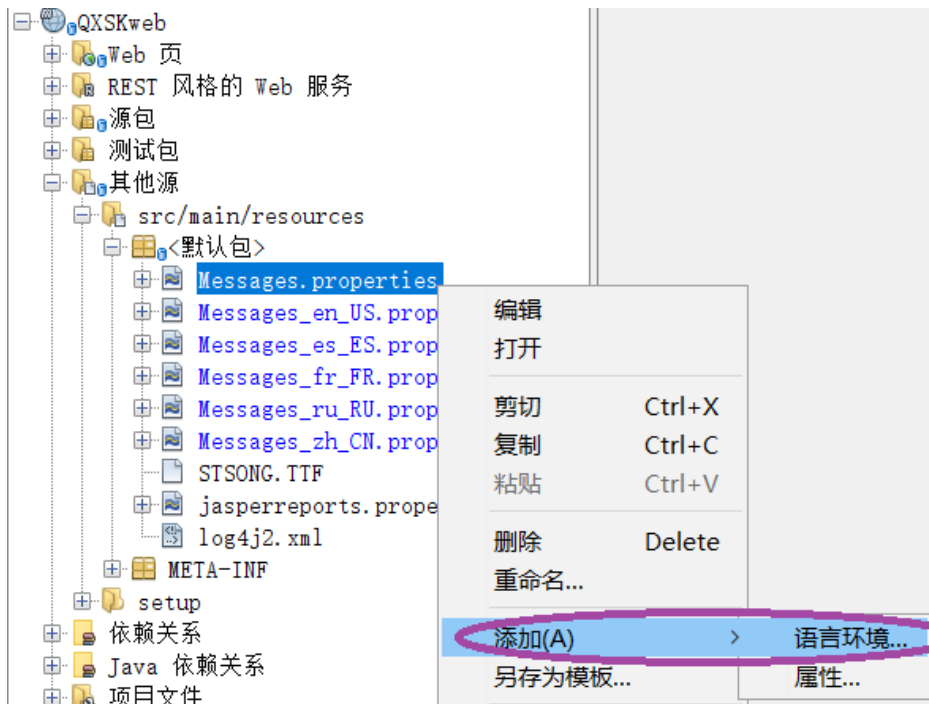 QXSKweb
Web 页
REST 风格的 Web 服务
源包
测试包
其他源
src/main/resources
<默认包>
Messages.properties
Messages_en_US.prop
Messages_es_ES.prop
Messages_fr_FR.prop
Messages_ru_RU.prop
Messages_zh_CN.prop
STSONG.TTF
jasperreports.prope
log4j2.xml
META-INF
setup
依赖关系
Java 依赖关系
项目文件
编辑
打开
剪切 Ctrl+X
复制 Ctrl+C
粘贴 Ctrl+V
删除 Delete
重命名...
添加(A) >
另存为模板...
语言环境...
属性...